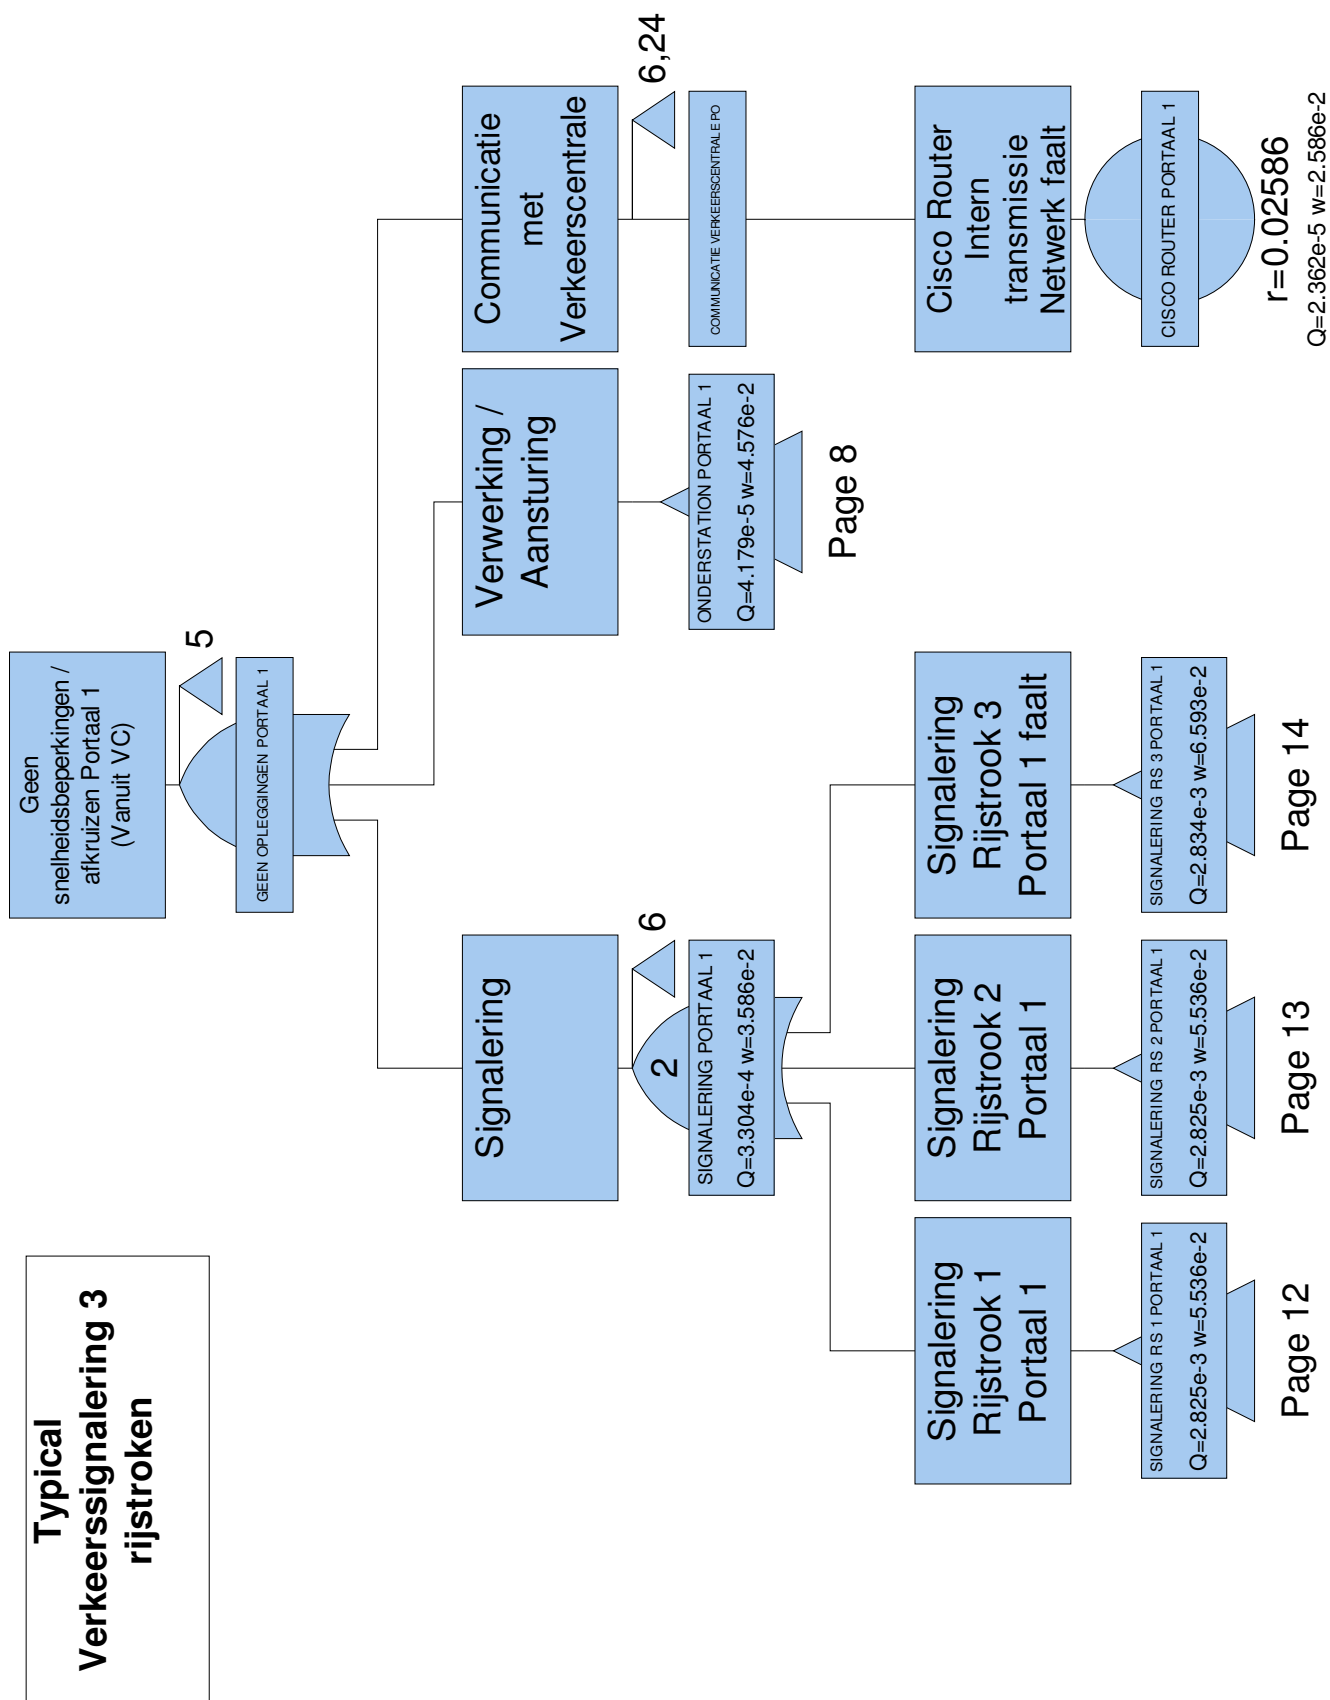 Typical
Verkeerssignalering 3
rijstroken
Geen
snelheidsbeperkingen /
afkruizen Portaal 1
(Vanuit VC)
5
GEEN OPLEGGINGEN PORTAAL 1
Signalering
6
2
SIGNALERING PORTAAL 1
Q=3.304e-4 w=3.586e-2
Verwerking /
Aansturing
ONDERSTATION PORTAAL 1
Q=4.179e-5 w=4.576e-2
Page 8
Communicatie
met
Verkeerscentrale
6,24
COMMUNICATIE VERKEERSCENTRALE PO
Signalering
Rijstrook 1
Portaal 1
SIGNALERING RS 1 PORTAAL 1
Q=2.825e-3 w=5.536e-2
Page 12
Signalering
Rijstrook 2
Portaal 1
SIGNALERING RS 2 PORTAAL 1
Q=2.825e-3 w=5.536e-2
Page 13
Signalering
Rijstrook 3
Portaal 1 faalt
SIGNALERING RS 3 PORTAAL 1
Q=2.834e-3 w=6.593e-2
Page 14
Cisco Router
Intern
transmissie
Netwerk faalt
CISCO ROUTER PORTAAL 1
r=0.02586
Q=2.362e-5 w=2.586e-2